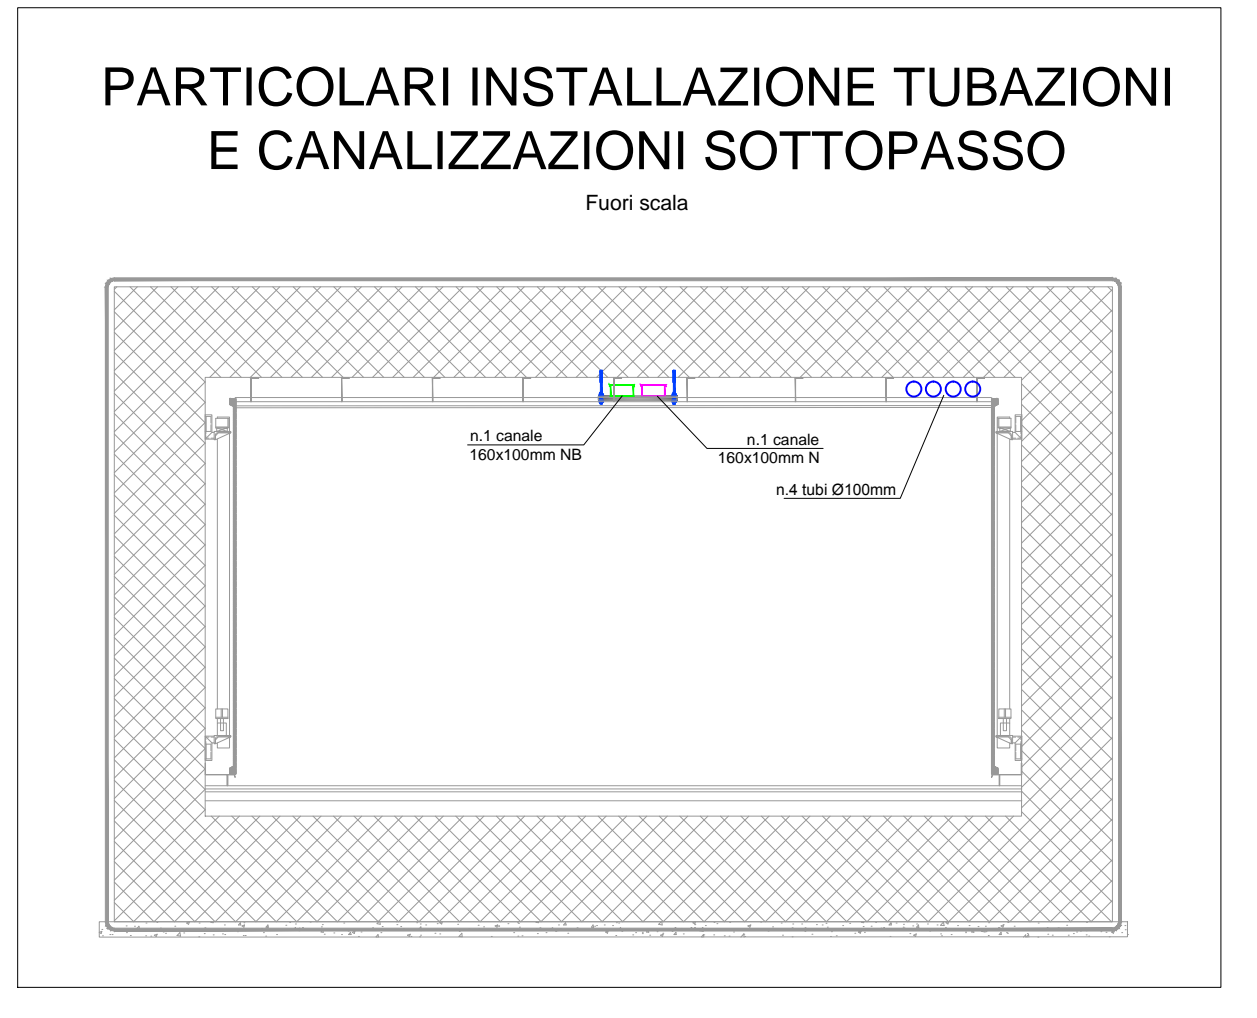 PARTICOLARI INSTALLAZIONE TUBAZIONI
E CANALIZZAZIONI SOTTOPASSO
Fuori scala
n.1 canale
160x100mm NB
n.1 canale
160x100mm N
n.4 tubi Ø100mm